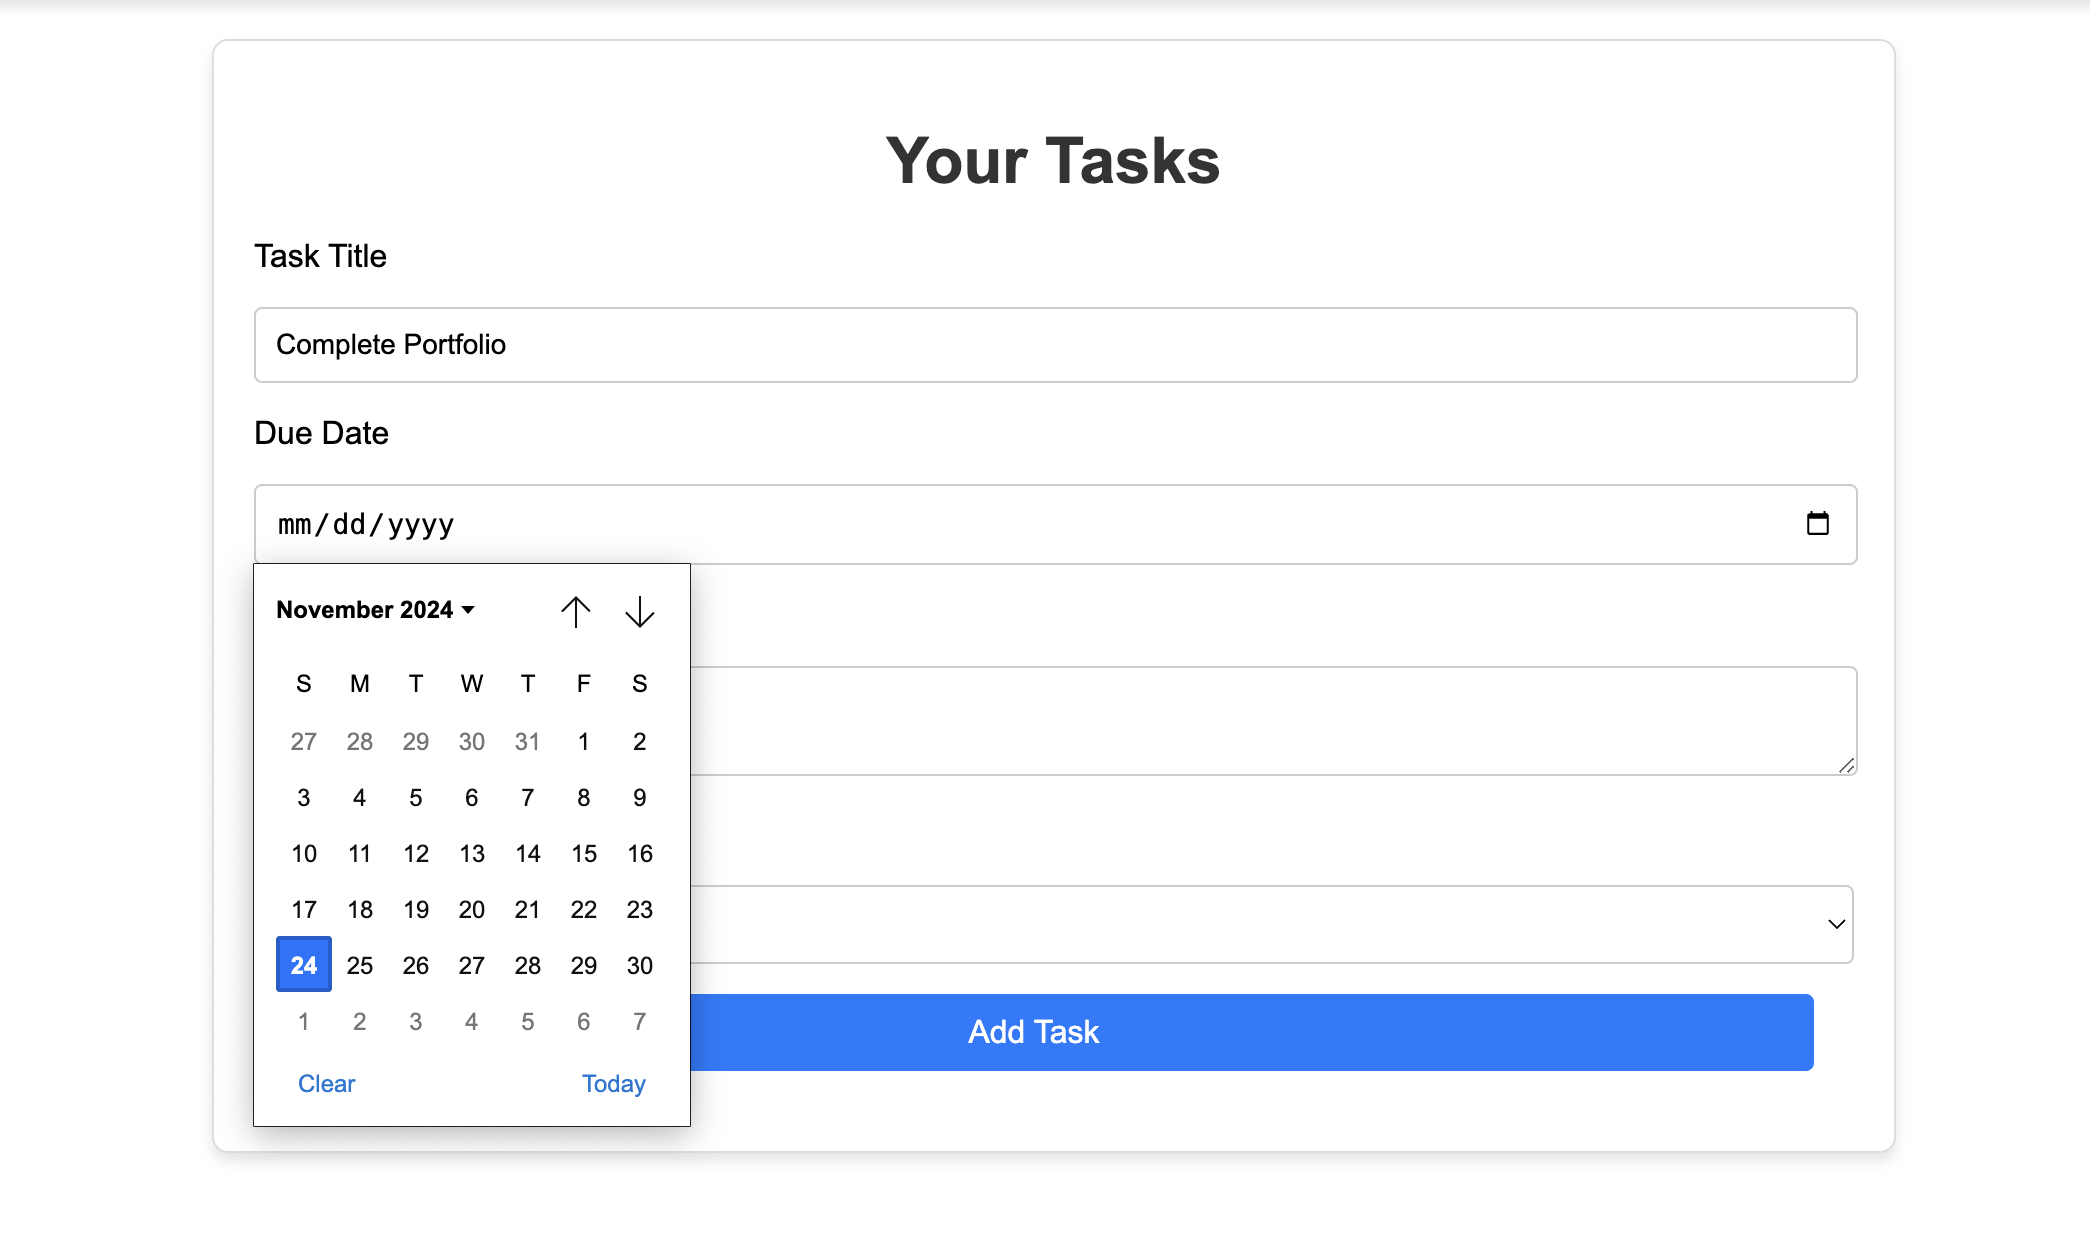 Your Tasks
Task Title
Complete Portfolio
Due Date
mm/dd/yyyy
November 2024
S M T W T F S
27 28 29 30 31 1 2
3 4 5 6 7 8 9
10 11 12 13 14 15 16
17 18 19 20 21 22 23
24 25 26 27 28 29 30
1 2 3 4 5 6 7
Clear Today
Add Task